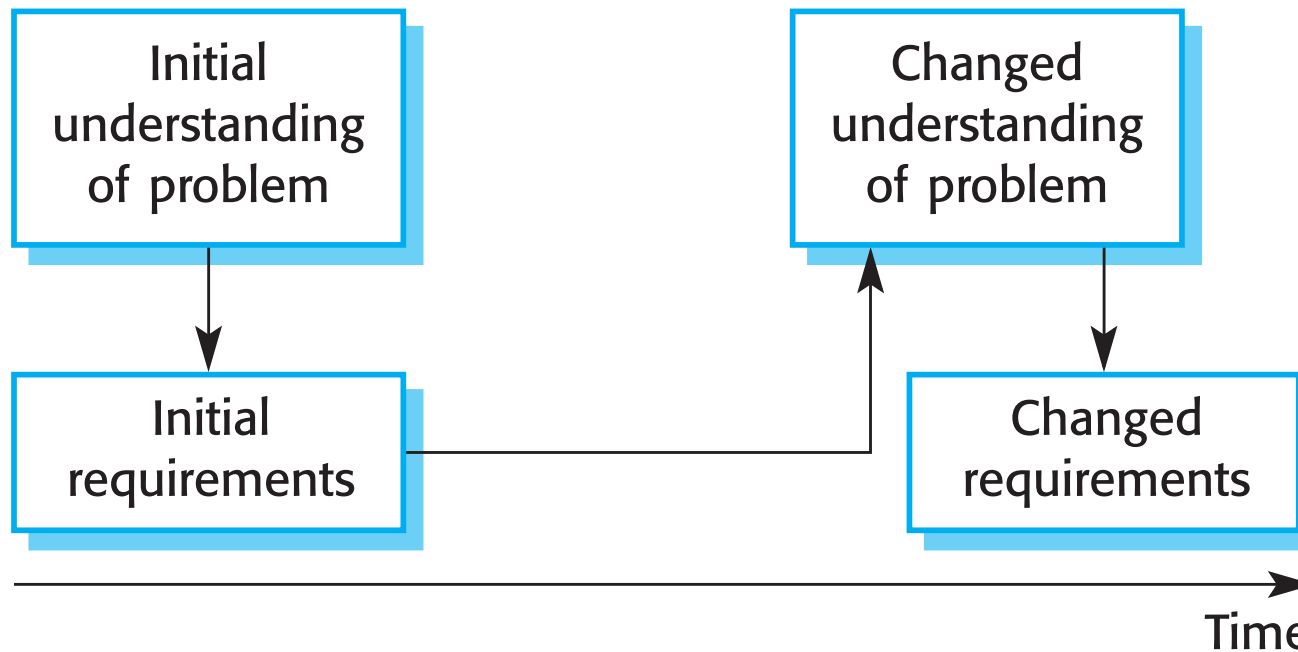 Initial
understanding
of problem
Changed
understanding
of problem
Initial
requirements
Changed
requirements
Time